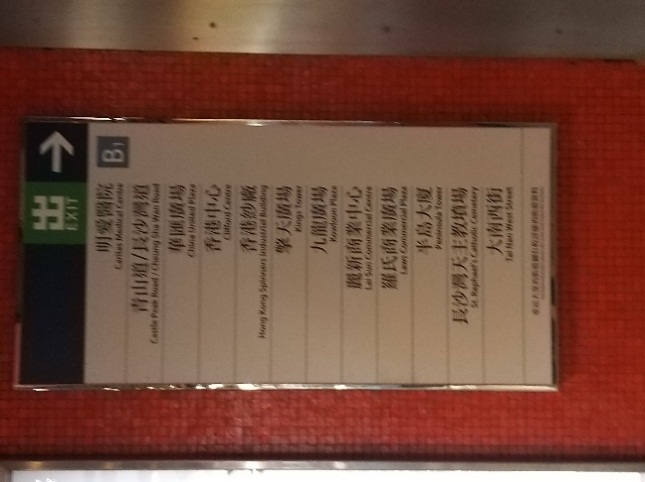 出 EXIT
B1
明愛醫院
Caritas Medical Centre
青山道/長沙灣道
Castle Peak Road / Cheung Sha Wan Road
華匯廣場
China United Plaza
香港中心
Clifford Centre
香港紗廠
Hong Kong Spinners Industrial Building
擎天廣場
Kings Tower
九龍廣場
Kowloon Plaza
麗新商業中心
Lai Sun Commercial Centre
羅氏商業廣場
Laws Commercial Plaza
半島大廈
Peninsula Tower
長沙灣天主教墳場
St. Raphael's Catholic Cemetery
大南西街
Tai Nan West Street